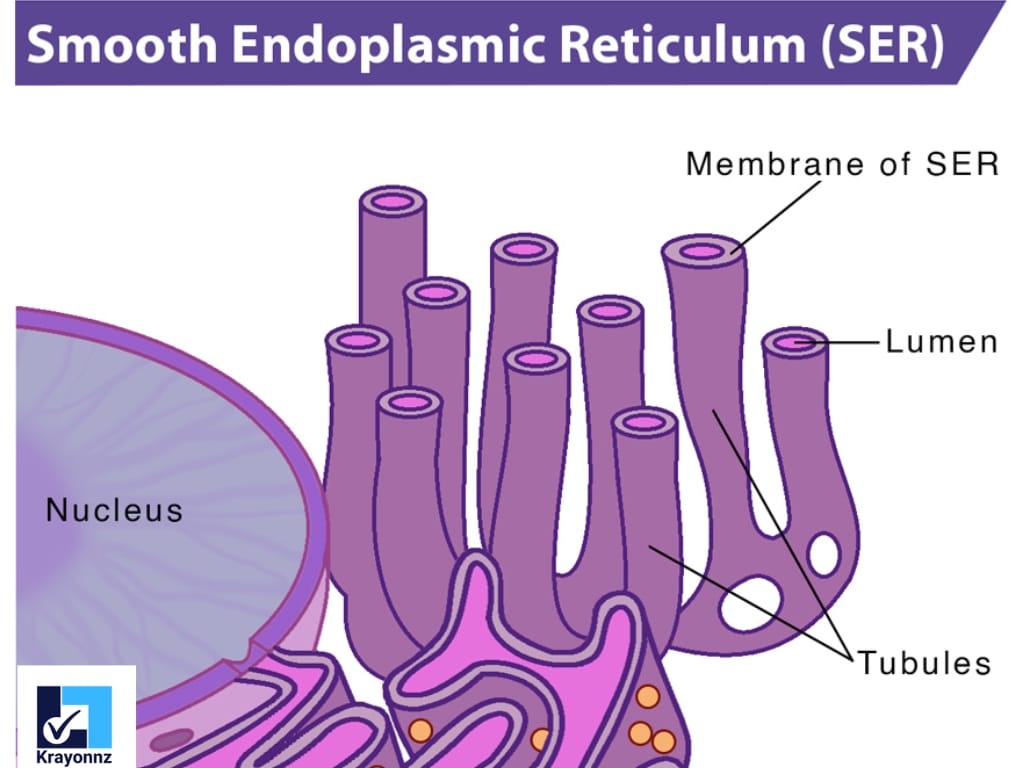 Smooth Endoplasmic Reticulum (SER)
Membrane of SER
Lumen
Nucleus
Tubules
Krayonnz